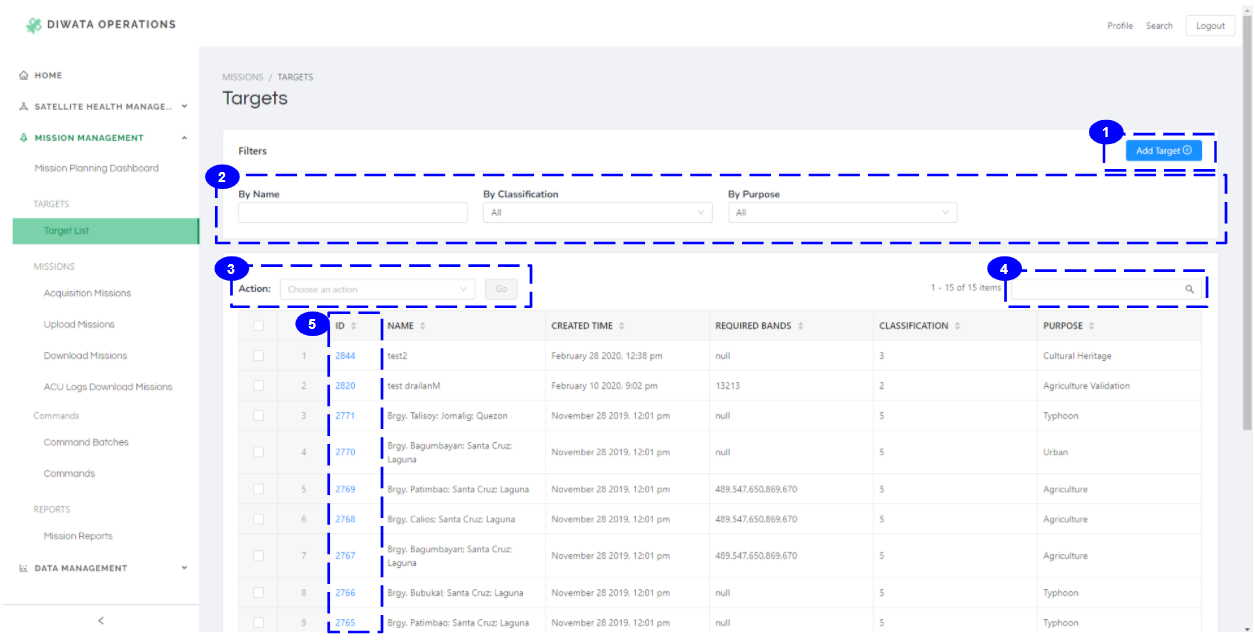 DIWATA OPERATIONS
Profile Search Logout
HOME
SATELLITE HEALTH MANAGE...
MISSION MANAGEMENT
Mission Planning Dashboard
TARGETS
Target List
MISSIONS
Acquisition Missions
Upload Missions
Download Missions
ACU Logs Download Missions
Commands
Command Batches
Commands
REPORTS
Mission Reports
DATA MANAGEMENT
<
MISSIONS / TARGETS
Targets
1
Filters Add Target
2
By Name By Classification By Purpose
All All
3 4
Action: Choose an action Go 1 - 15 of 15 items
5
ID NAME CREATED TIME REQUIRED BANDS CLASSIFICATION PURPOSE
1 2844 test2 February 28 2020, 12:38 pm null 3 Cultural Heritage
2 2820 test drailanM February 10 2020, 9:02 pm 13213 2 Agriculture Validation
3 2771 Brgy. Talisoy; Jomalig; Quezon November 28 2019, 12:01 pm null 5 Typhoon
4 2770 Brgy. Bagumbayan; Santa Cruz; November 28 2019, 12:01 pm null 5 Urban
Laguna
5 2769 Brgy. Patimbao; Santa Cruz; Laguna November 28 2019, 12:01 pm 489,547,650,869,670 5 Agriculture
6 2768 Brgy. Calios; Santa Cruz; Laguna November 28 2019, 12:01 pm 489,547,650,869,670 5 Agriculture
7 2767 Brgy. Bagumbayan; Santa Cruz; November 28 2019, 12:01 pm 489,547,650,869,670 5 Agriculture
Laguna
8 2766 Brgy. Bubukal; Santa Cruz; Laguna November 28 2019, 12:01 pm null 5 Typhoon
9 2765 Brgy. Patimbao; Santa Cruz; Laguna November 28 2019, 12:01 pm null 5 Typhoon